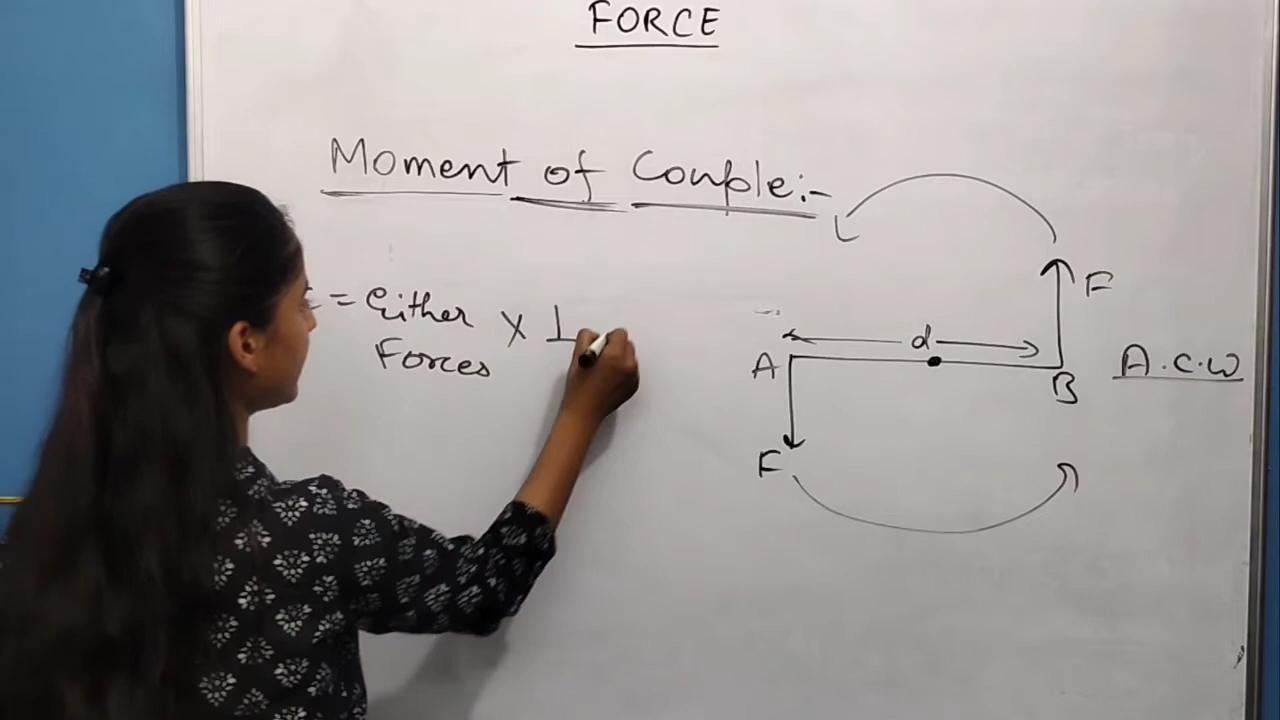 FORCE
Moment of Couple:-
= Either × ⊥
Forces
F
d
A
B
A.C.W
F